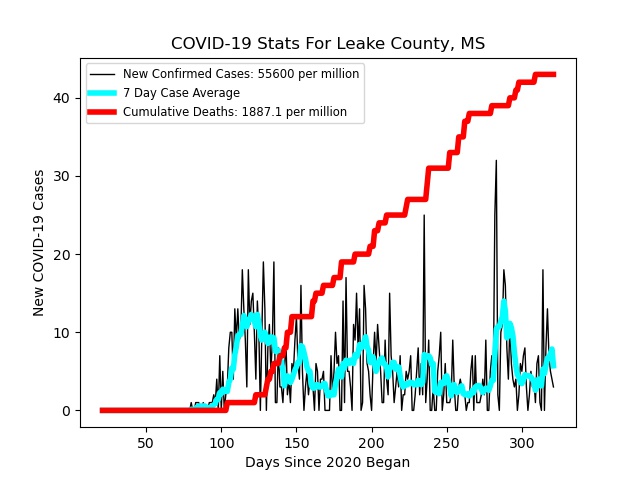 COVID-19 Stats For Leake County, MS
New Confirmed Cases: 55600 per million
7 Day Case Average
Cumulative Deaths: 1887.1 per million
40
30
20
10
0
New COVID-19 Cases
50 100 150 200 250 300
Days Since 2020 Began